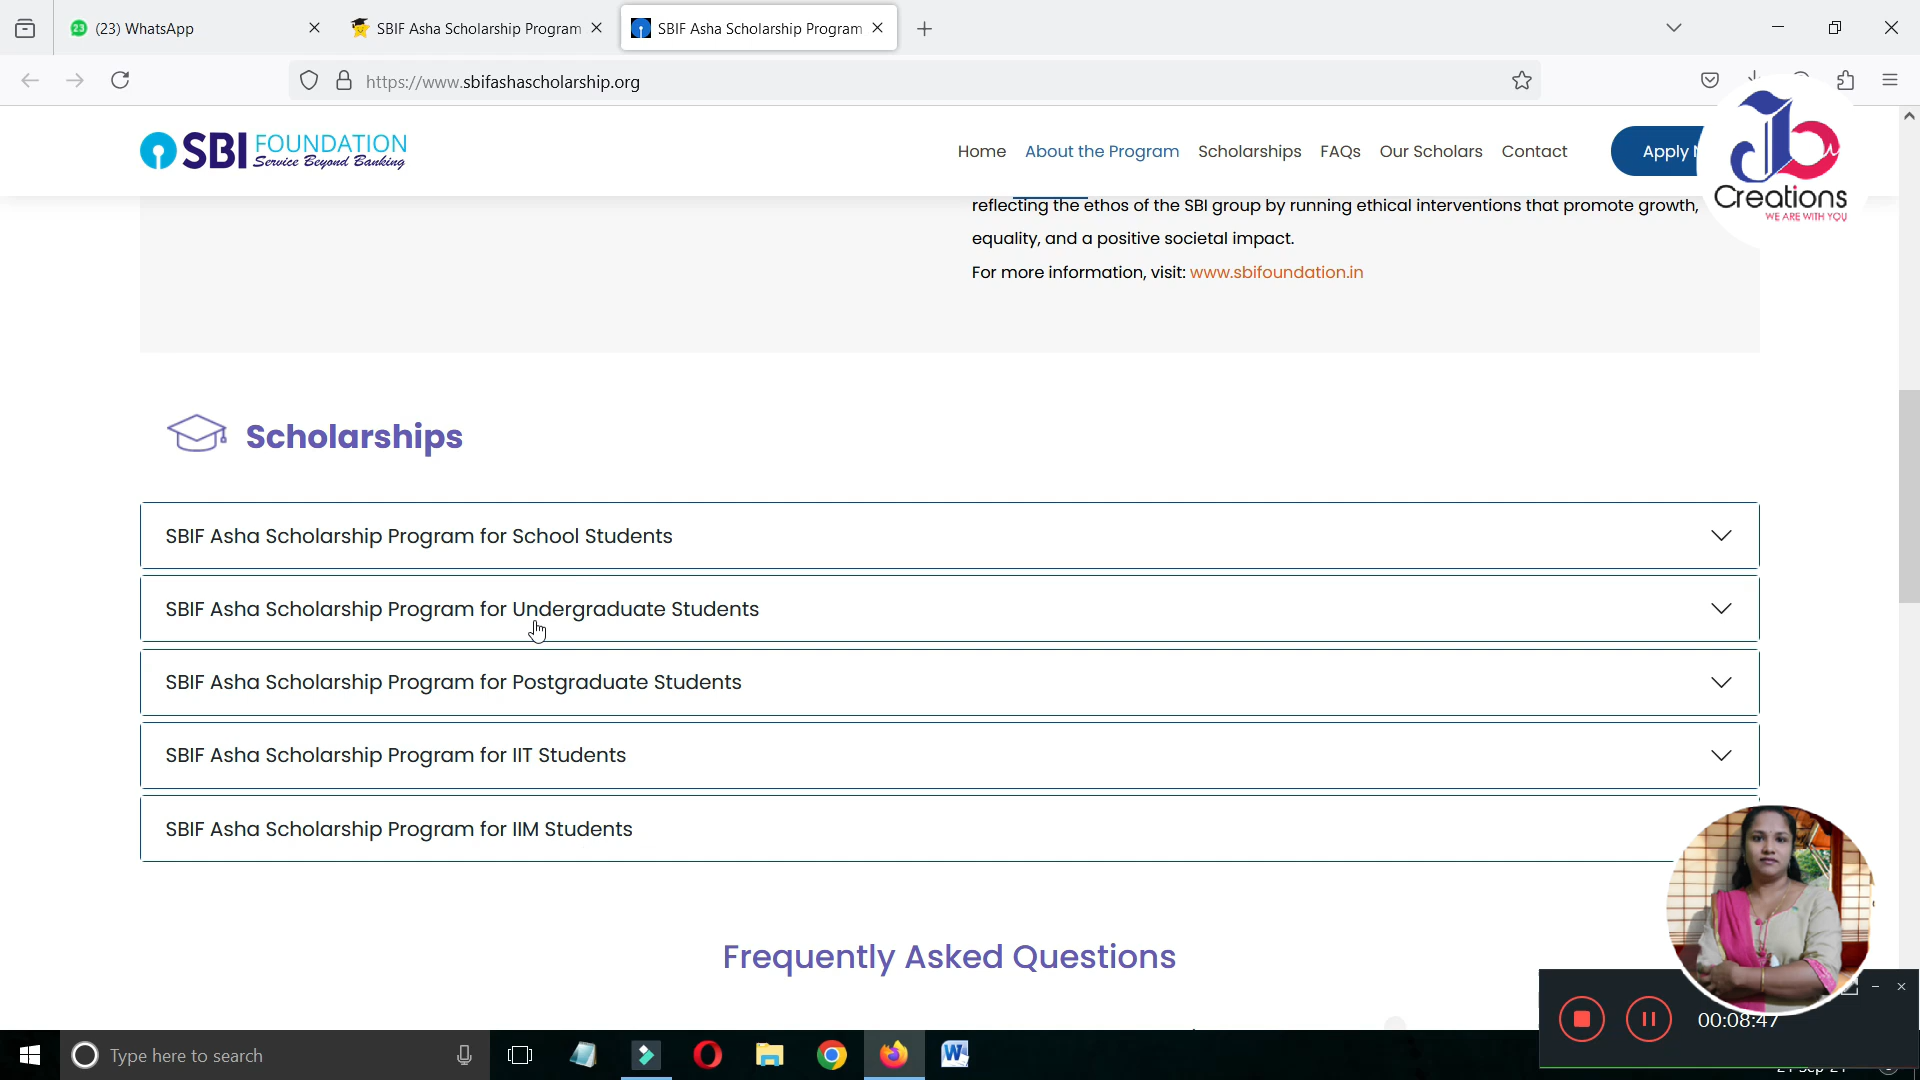 23
(23) WhatsApp
SBIF Asha Scholarship Program
SBIF Asha Scholarship Program
https://www.sbifashascholarship.org
SBI FOUNDATION
Service Beyond Banking
Home
About the Program
Scholarships
FAQs
Our Scholars
Contact
Apply
Creations
WE ARE WITH YOU
reflecting the ethos of the SBI group by running ethical interventions that promote growth,
equality, and a positive societal impact.
For more information, visit: www.sbifoundation.in
Scholarships
SBIF Asha Scholarship Program for School Students
SBIF Asha Scholarship Program for Undergraduate Students
SBIF Asha Scholarship Program for Postgraduate Students
SBIF Asha Scholarship Program for IIT Students
SBIF Asha Scholarship Program for IIM Students
Frequently Asked Questions
00:08:47
Type here to search